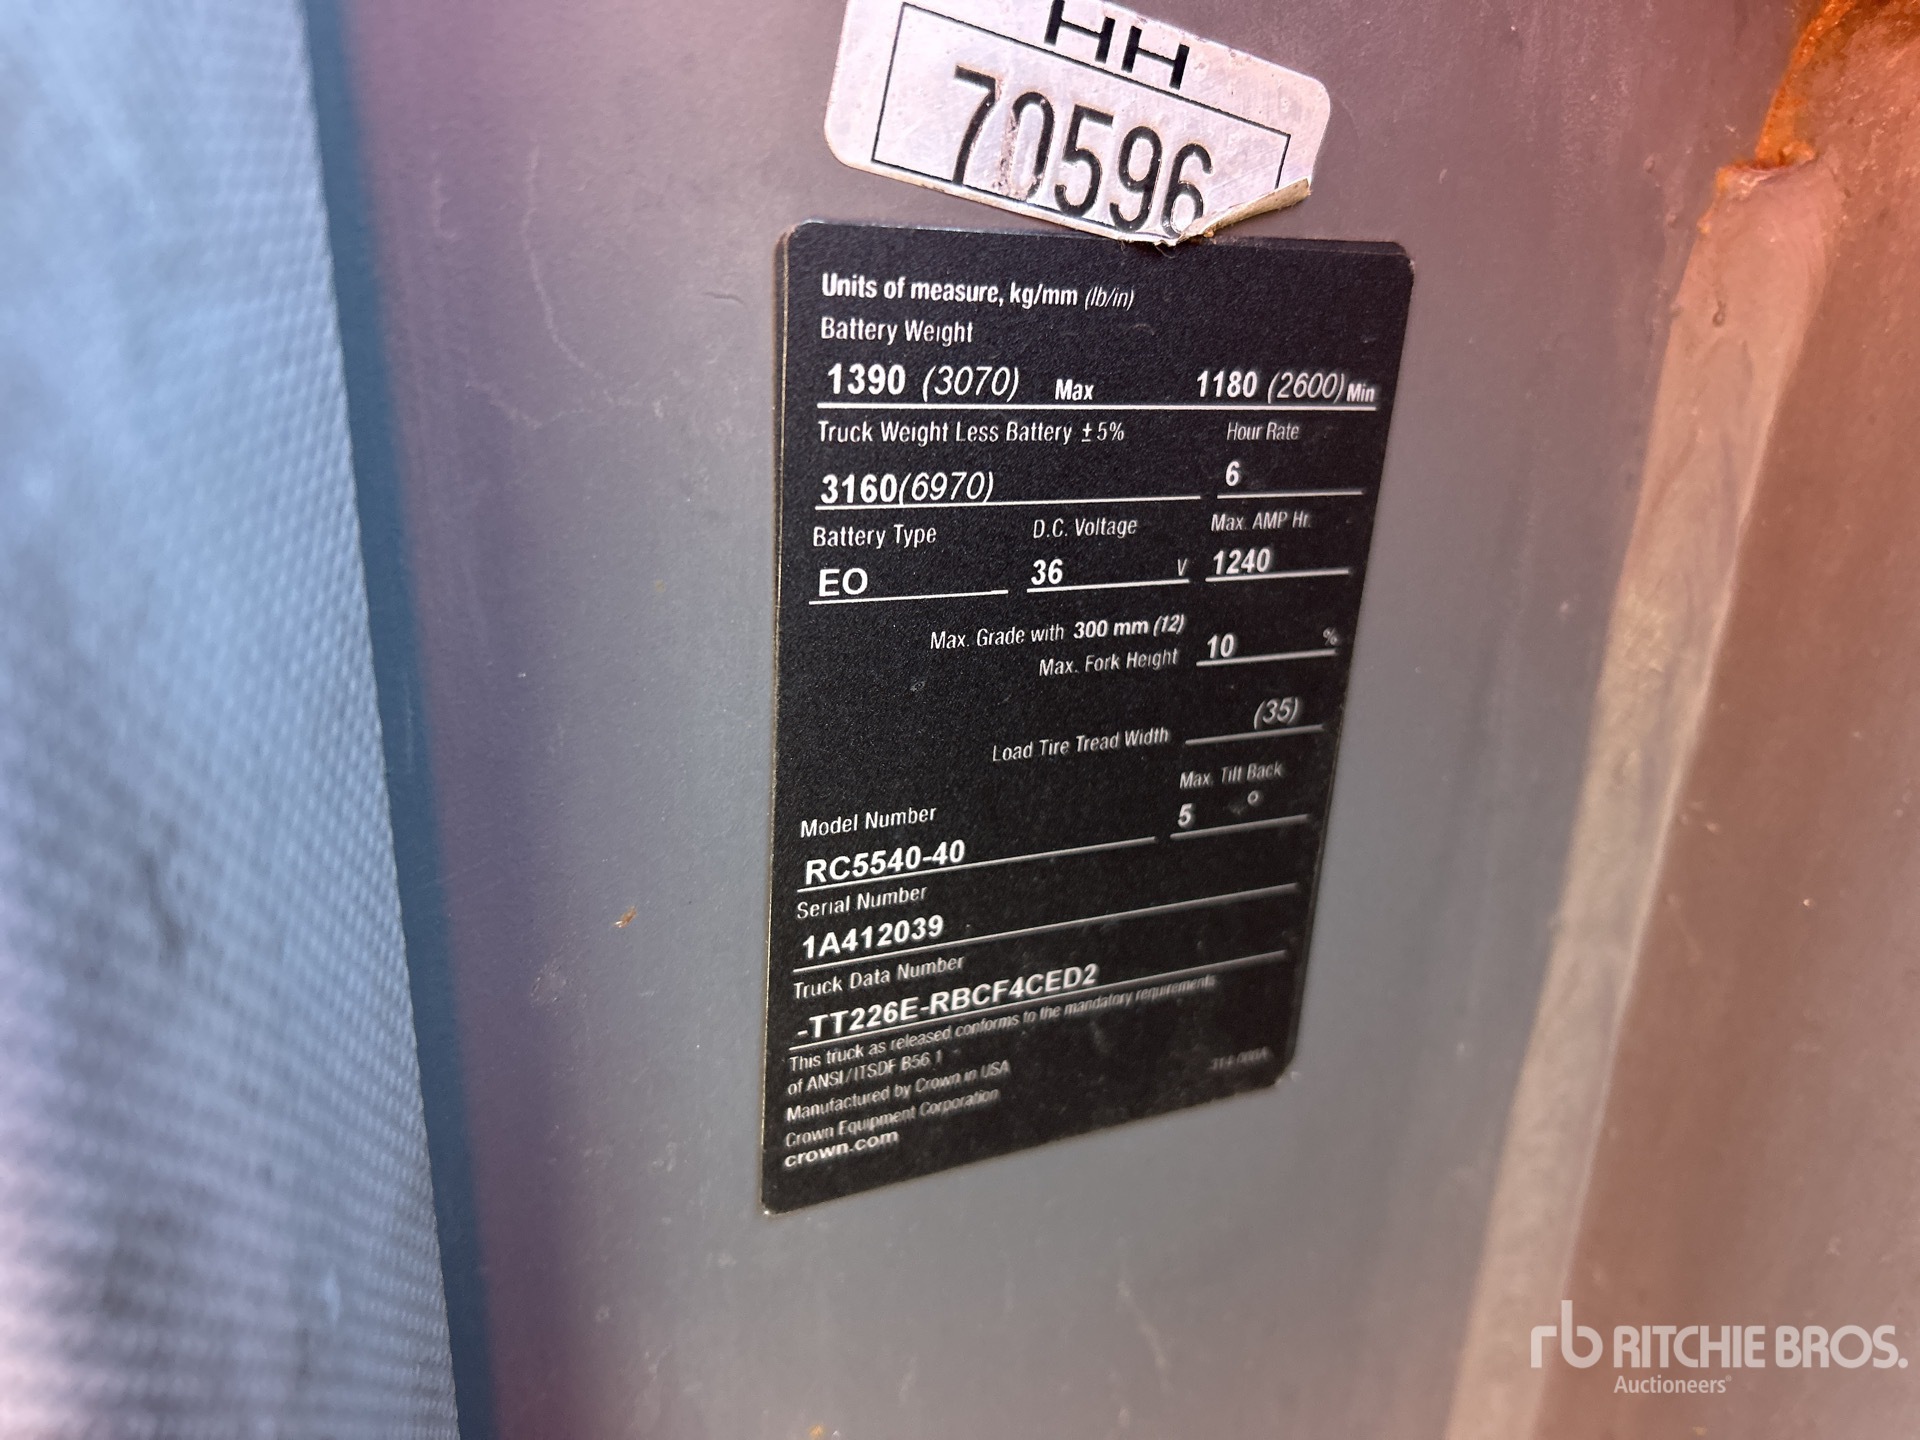 HH
70596
Units of measure, kg/mm (lb/in)
Battery Weight
1390 (3070) Max 1180 (2600) Min
Truck Weight Less Battery ± 5% Hour Rate
3160(6970) 6
Battery Type D.C. Voltage Max. AMP Hr.
EO 36 V 1240
Max. Grade with 300 mm (12)
Max. Fork Height 10 %
Load Tire Tread Width (35)
Max. Tilt Back
5 °
Model Number
RC5540-40
Serial Number
1A412039
Truck Data Number
-TT226E-RBCF4CED2
This truck as released conforms to the mandatory requirements
of ANSI/ITSDF B56.1
Manufactured by Crown in USA
Crown Equipment Corporation
crown.com
rb RITCHIE BROS.
Auctioneers